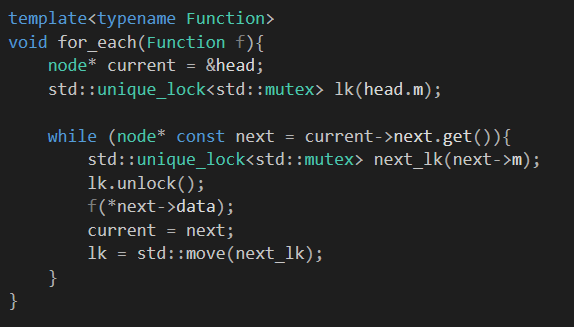 template<typename Function>
void for_each(Function f){
    node* current = &head;
    std::unique_lock<std::mutex> lk(head.m);

    while (node* const next = current->next.get()){
        std::unique_lock<std::mutex> next_lk(next->m);
        lk.unlock();
        f(*next->data);
        current = next;
        lk = std::move(next_lk);
    }
}